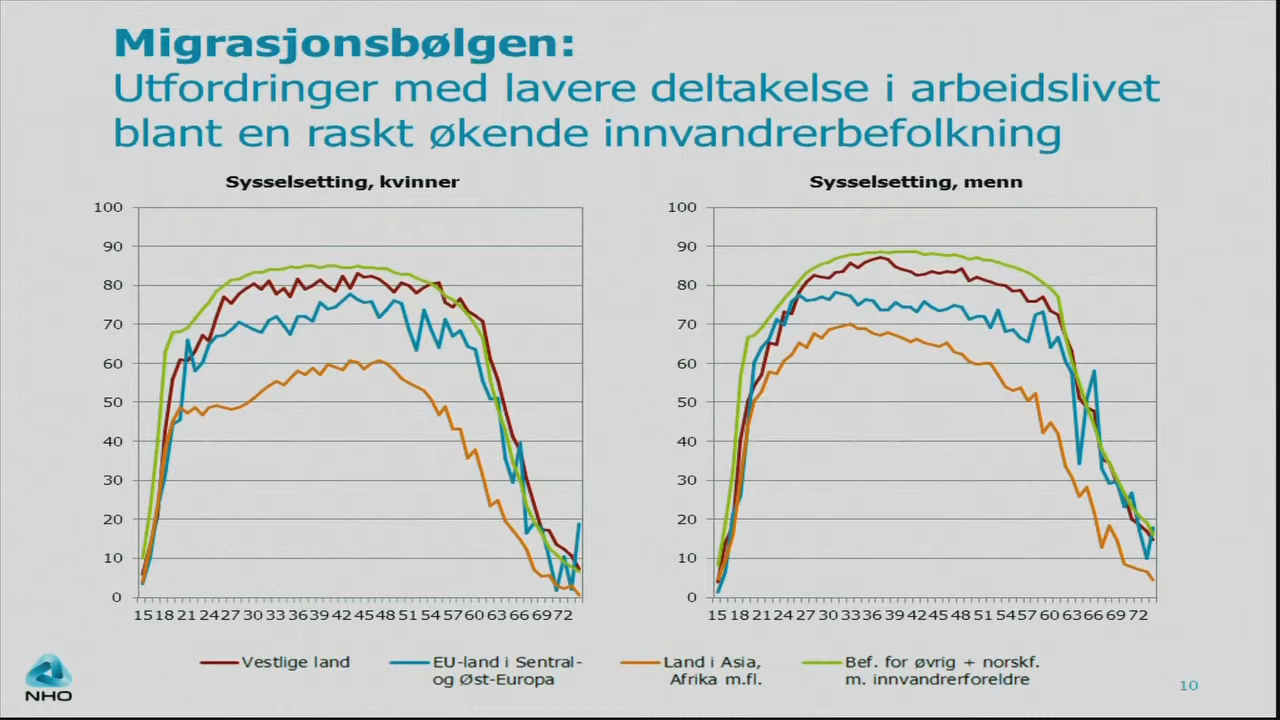 Migrasjonsbølgen:
Utfordringer med lavere deltakelse i arbeidslivet
blant en raskt økende innvandrerbefolkning
Sysselsetting, kvinner
100
90
80
70
60
50
40
30
20
10
0
15 18 21 24 27 30 33 36 39 42 45 48 51 54 57 60 63 66 69 72
Sysselsetting, menn
100
90
80
70
60
50
40
30
20
10
0
15 18 21 24 27 30 33 36 39 42 45 48 51 54 57 60 63 66 69 72
Vestlige land
EU-land i Sentral-
og Øst-Europa
Land i Asia,
Afrika m.fl.
Bef. for øvrig + norskf.
m. innvandrerforeldre
NHO
10